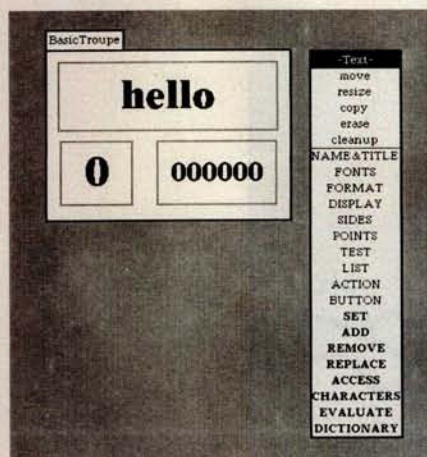 BasicTroupe
hello
0
000000
-Text-
move
resize
copy
erase
cleanup
NAME&TITLE
FONTS
FORMAT
DISPLAY
SIDES
POINTS
TEST
LIST
ACTION
BUTTON
SET
ADD
REMOVE
REPLACE
ACCESS
CHARACTERS
EVALUATE
DICTIONARY